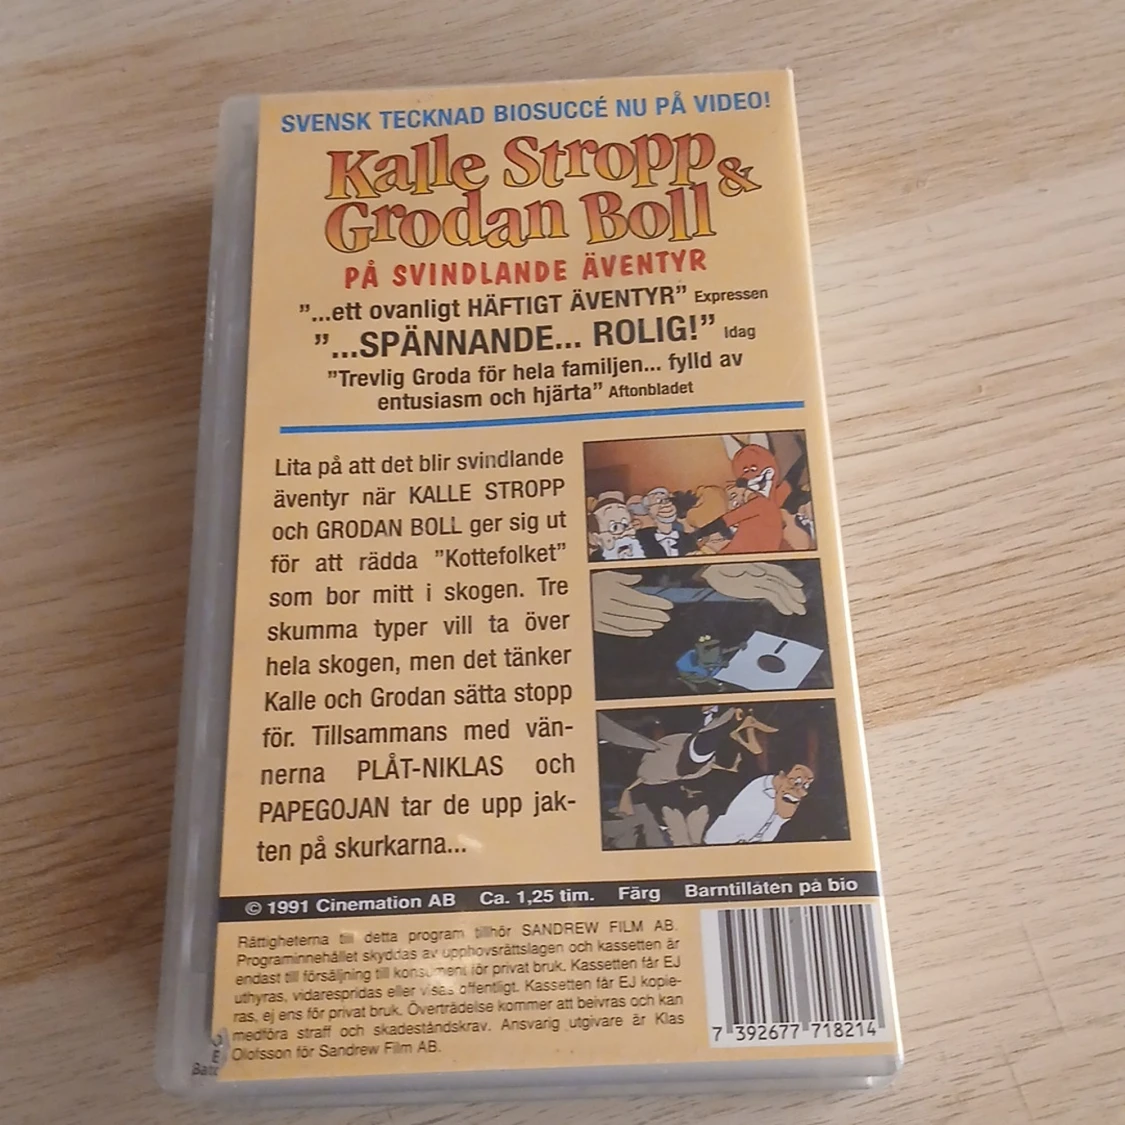 SVENSK TECKNAD BIOSUCCÉ NU PÅ VIDEO!
Kalle Stropp &
Grodan Boll
PÅ SVINDLANDE ÄVENTYR
"...ett ovanligt HÄFTIGT ÄVENTYR" Expressen
"...SPÄNNANDE... ROLIG!" Idag
"Trevlig Groda för hela familjen... fylld av
entusiasm och hjärta" Aftonbladet
Lita på att det blir svindlande
äventyr när KALLE STROPP
och GRODAN BOLL ger sig ut
för att rädda "Kottefolket"
som bor mitt i skogen. Tre
skumma typer vill ta över
hela skogen, men det tänker
Kalle och Grodan sätta stopp
för. Tillsammans med vän-
nerna PLÅT-NIKLAS och
PAPEGOJAN tar de upp jak-
ten på skurkarna...
© 1991 Cinemation AB Ca. 1,25 tim. Färg Barntillåten på bio
Rättigheterna till detta program tillhör SANDREW FILM AB.
Programinnehållet skyddas av upphovsrättslagen och kassetten är
endast till försäljning till konsument för privat bruk. Kassetten får EJ
uthyras, vidarespridas eller visas offentligt. Kassetten får EJ kopie-
ras, ej ens för privat bruk. Överträdelse kommer att beivras och kan
medföra straff och skadeståndskrav. Ansvarig utgivare är Klas
Olofsson för Sandrew Film AB.
7 392677 718214